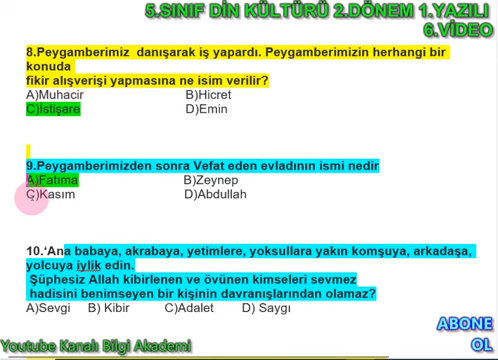 5.SINIF DİN KÜLTÜRÜ 2.DÖNEM 1.YAZILI
6.VİDEO
8.Peygamberimiz danışarak iş yapardı. Peygamberimizin herhangi bir
konuda
fikir alışverişi yapmasına ne isim verilir?
A)Muhacir B)Hicret
C)İstişare D)Emin
9.Peygamberimizden sonra Vefat eden evladının ismi nedir
A)Fatıma B)Zeynep
Ç)Kasım D)Abdullah
10.‘Ana babaya, akrabaya, yetimlere, yoksullara yakın komşuya, arkadaşa,
yolcuya iylik edin.
Şüphesiz Allah kibirlenen ve övünen kimseleri sevmez
hadisini benimseyen bir kişinin davranışlarından olamaz?
A)Sevgi B) Kibir C)Adalet D) Saygı
ABONE
OL
Youtube Kanalı Bilgi Akademi